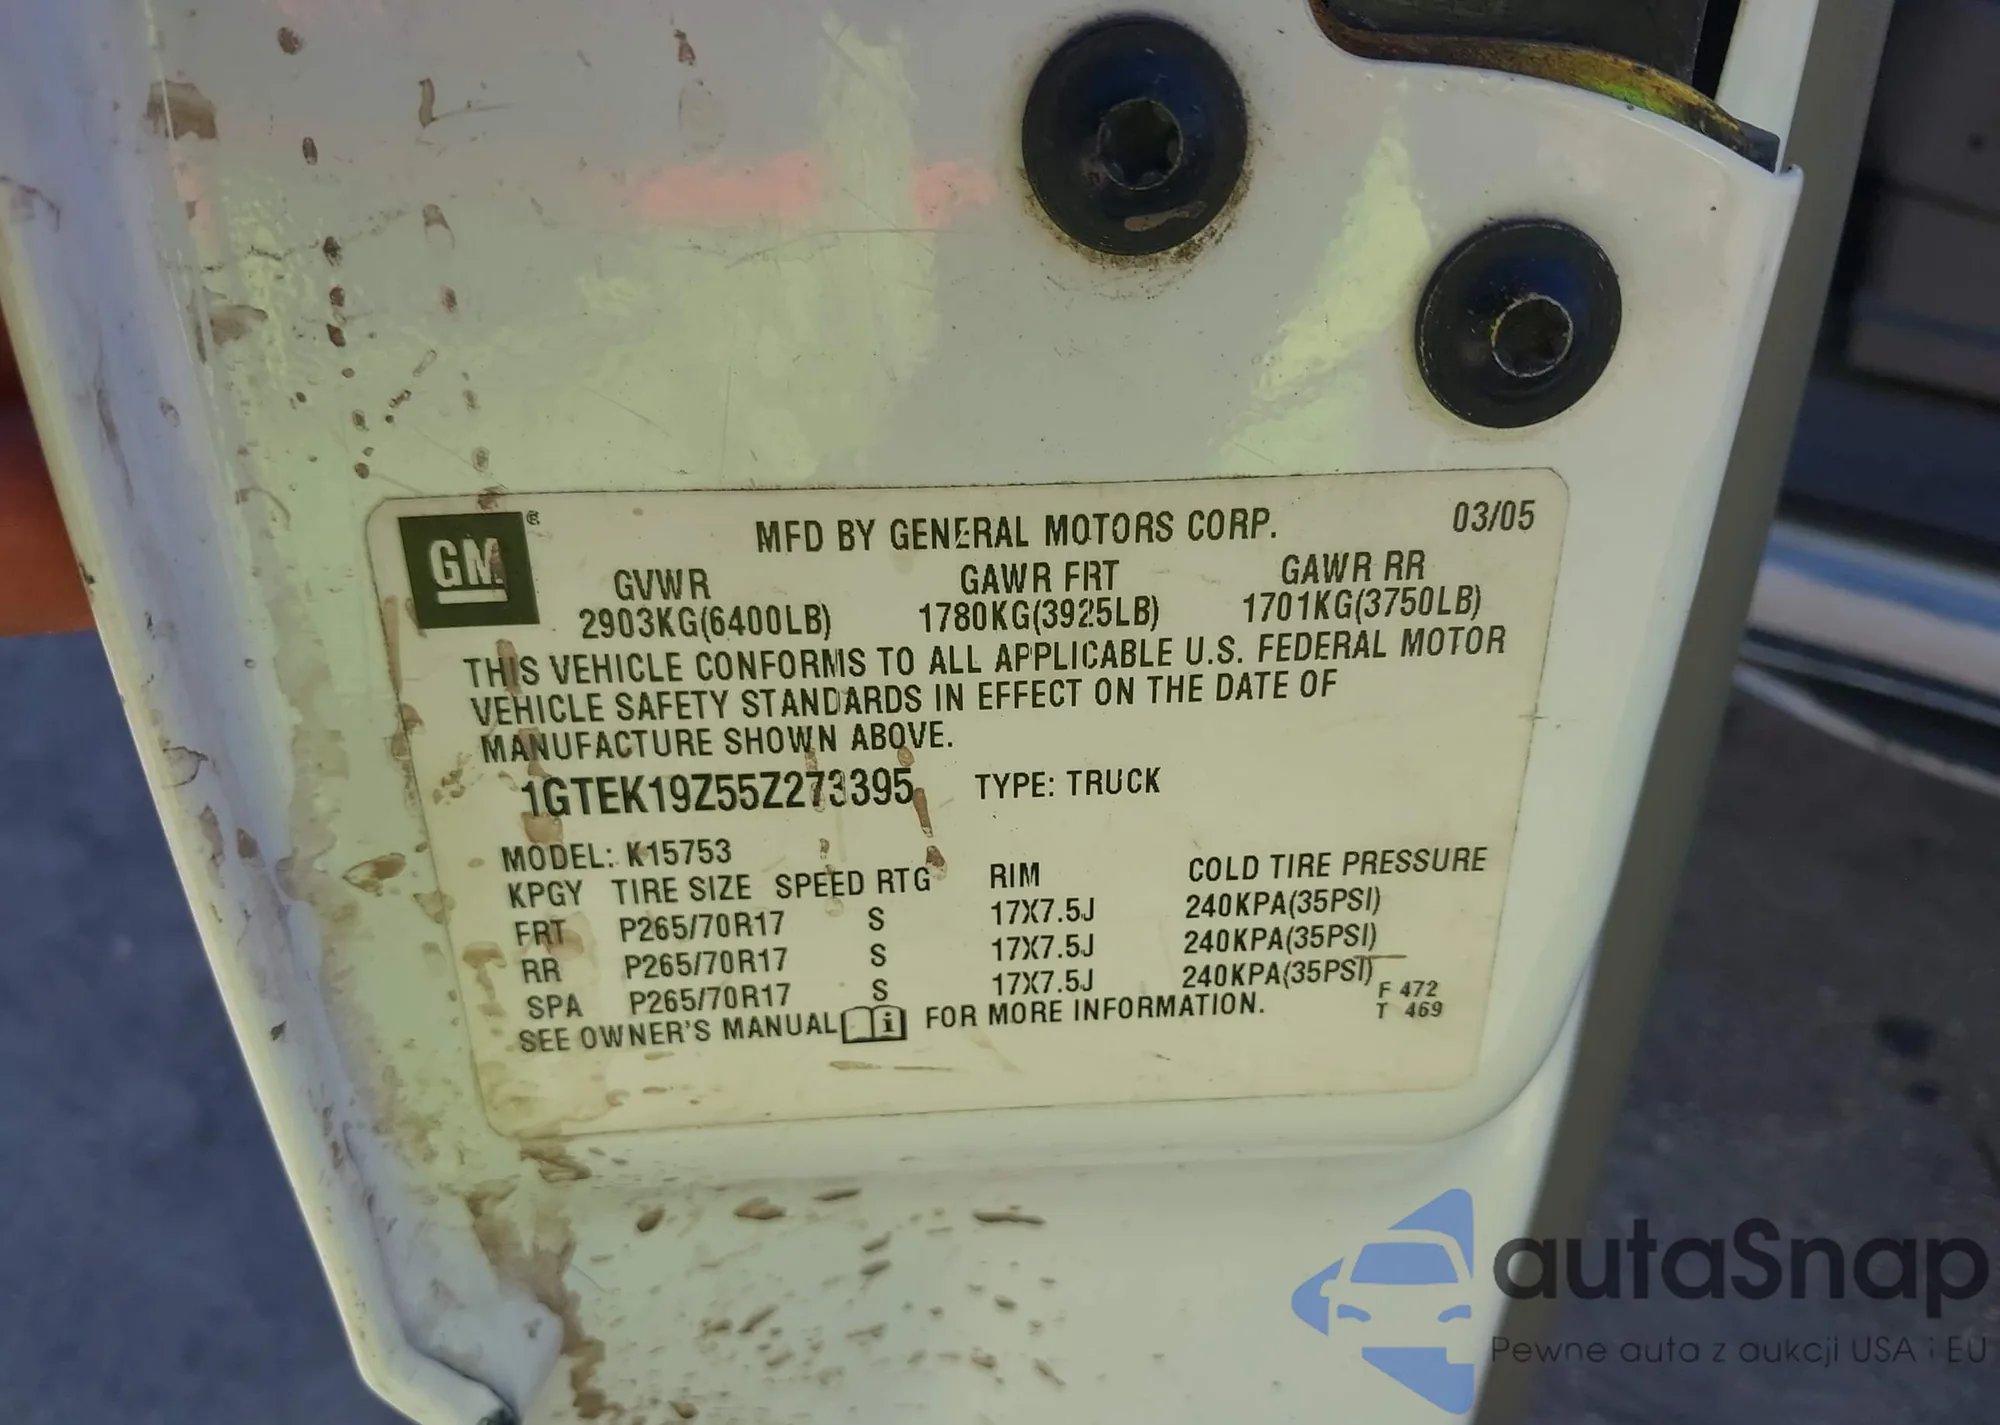 GM®
MFD BY GENERAL MOTORS CORP. 03/05
GVWR GAWR FRT GAWR RR
2903KG(6400LB) 1780KG(3925LB) 1701KG(3750LB)
THIS VEHICLE CONFORMS TO ALL APPLICABLE U.S. FEDERAL MOTOR
VEHICLE SAFETY STANDARDS IN EFFECT ON THE DATE OF
MANUFACTURE SHOWN ABOVE.
1GTEK19Z55Z273395 TYPE: TRUCK
MODEL: K15753
KPGY TIRE SIZE SPEED RTG RIM COLD TIRE PRESSURE
FRT P265/70R17 S 17X7.5J 240KPA(35PSI)
RR P265/70R17 S 17X7.5J 240KPA(35PSI)
SPA P265/70R17 S 17X7.5J 240KPA(35PSI)
SEE OWNER'S MANUAL i FOR MORE INFORMATION.
F 472
T 469
autaSnap
Pewne auta z aukcji USA i EU